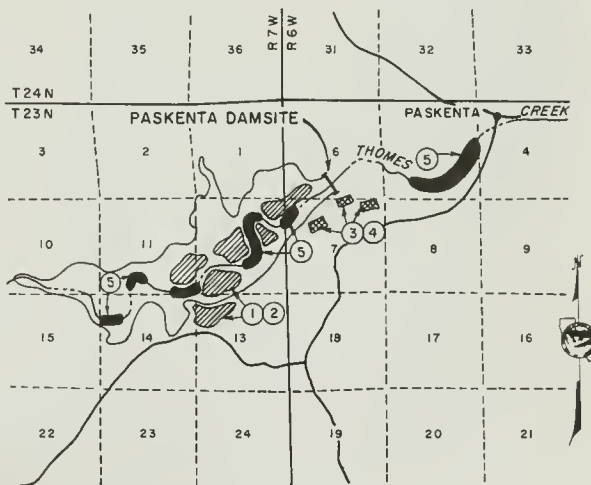 34 35 36 R7W R6W 31 32 33
T24N
T23N PASKENTA CREEK
PASKENTA DAMSITE
3 2 1 6 THOMES 5 4
10 11 5 7 3 4 8 9
5
1 2
15 14 13 18 17 16
22 23 24 19 20 21
N